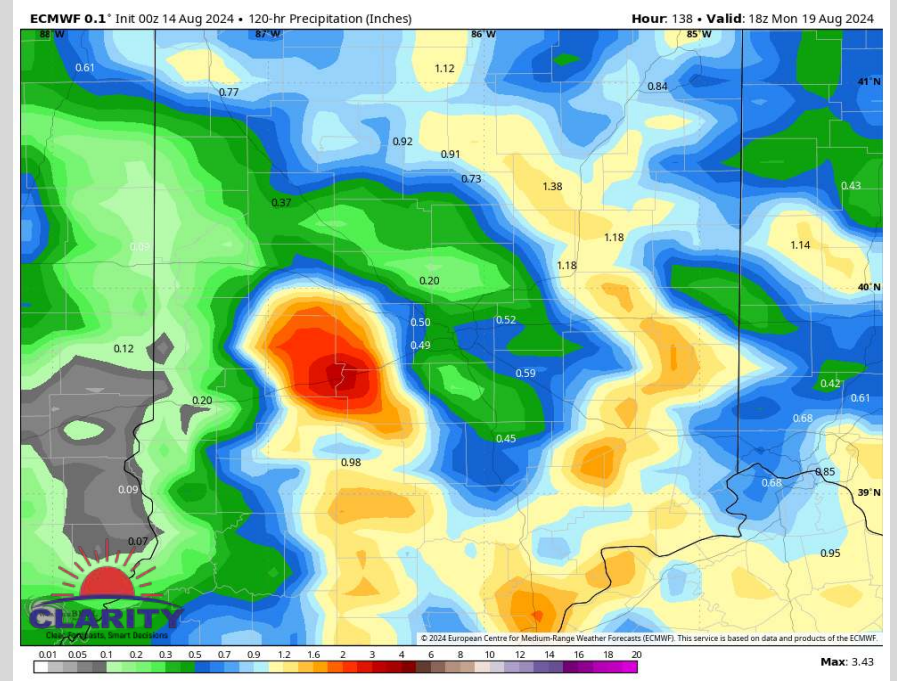 ECMWF 0.1° Init 00z 14 Aug 2024 • 120-hr Precipitation (Inches) Hour: 138 • Valid: 18z Mon 19 Aug 2024
88°W 87°W 86°W 85°W
0.61 1.12 41°N
0.77 0.84
0.92 0.91
0.73 1.38 0.43
0.37
0.09 1.18 1.14
1.18
0.20 40°N
0.50 0.52
0.12 0.49
0.59 0.42
0.20 0.61
0.45 0.68
0.98 0.85
0.09 0.68 39°N
0.07 0.95
CLARITY
Clear Forecasts, Smart Decisions
© 2024 European Centre for Medium-Range Weather Forecasts (ECMWF). This service is based on data and products of the ECMWF.
0.01 0.05 0.1 0.2 0.3 0.5 0.7 0.9 1.2 1.6 2 3 4 6 8 10 12 14 16 18 20
Max: 3.43